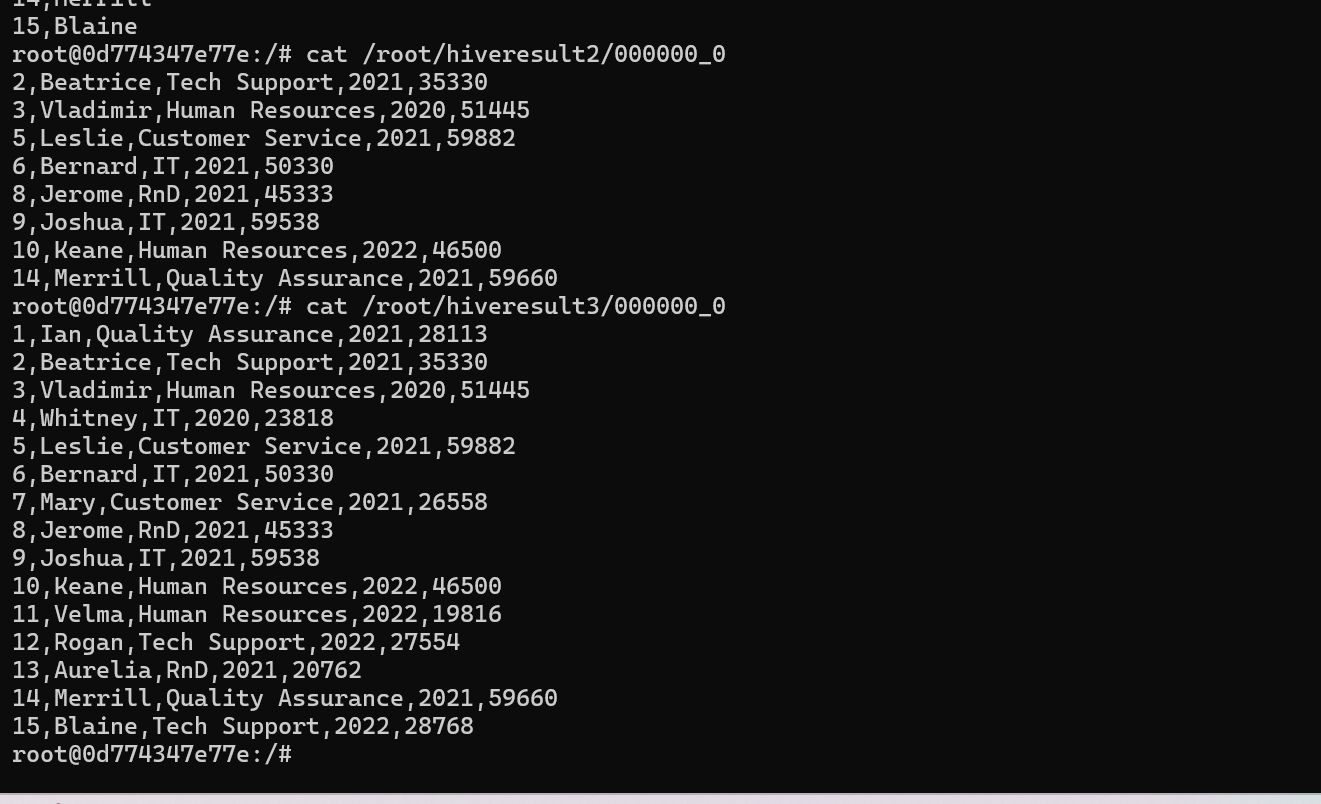 14,Merrill
15,Blaine
root@0d774347e77e:/# cat /root/hiveresult2/000000_0
2,Beatrice,Tech Support,2021,35330
3,Vladimir,Human Resources,2020,51445
5,Leslie,Customer Service,2021,59882
6,Bernard,IT,2021,50330
8,Jerome,RnD,2021,45333
9,Joshua,IT,2021,59538
10,Keane,Human Resources,2022,46500
14,Merrill,Quality Assurance,2021,59660
root@0d774347e77e:/# cat /root/hiveresult3/000000_0
1,Ian,Quality Assurance,2021,28113
2,Beatrice,Tech Support,2021,35330
3,Vladimir,Human Resources,2020,51445
4,Whitney,IT,2020,23818
5,Leslie,Customer Service,2021,59882
6,Bernard,IT,2021,50330
7,Mary,Customer Service,2021,26558
8,Jerome,RnD,2021,45333
9,Joshua,IT,2021,59538
10,Keane,Human Resources,2022,46500
11,Velma,Human Resources,2022,19816
12,Rogan,Tech Support,2022,27554
13,Aurelia,RnD,2021,20762
14,Merrill,Quality Assurance,2021,59660
15,Blaine,Tech Support,2022,28768
root@0d774347e77e:/#